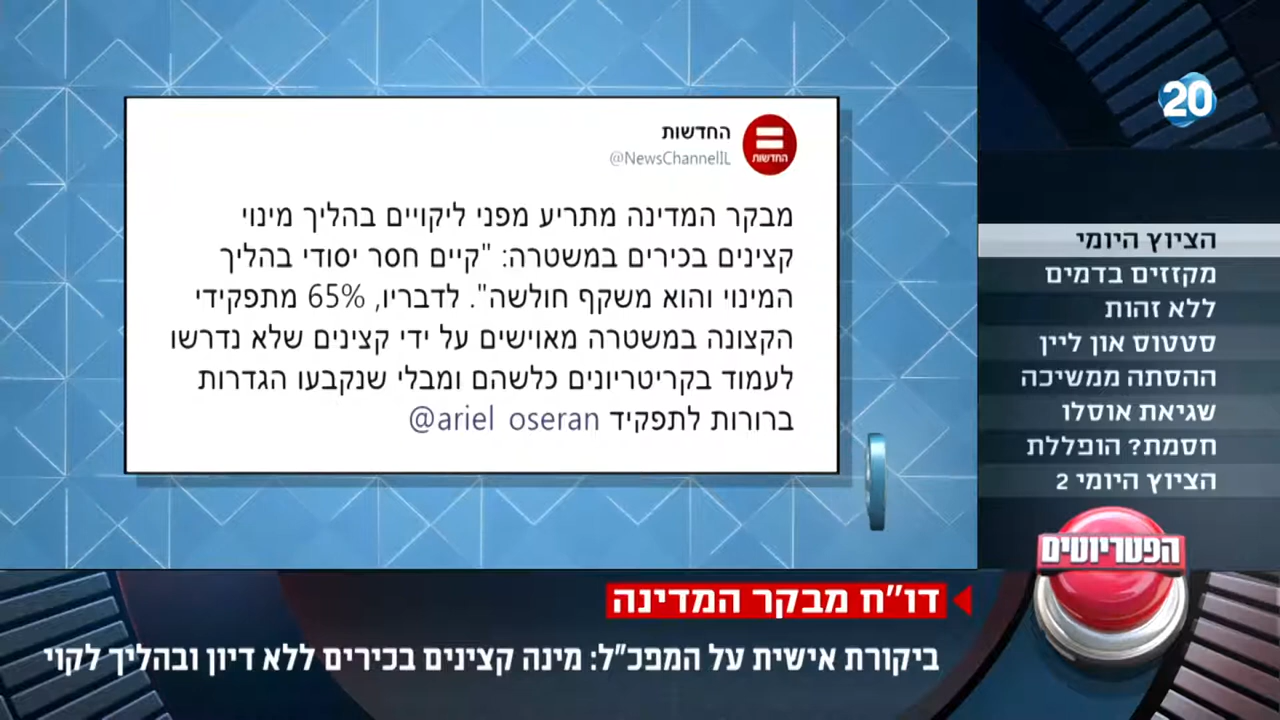 20
החדשות
@NewsChannelIL
החדשות
מבקר המדינה מתריע מפני ליקויים בהליך מינוי
קצינים בכירים במשטרה: "קיים חסר יסודי בהליך
המינוי והוא משקף חולשה". לדבריו, 65% מתפקידי
הקצונה במשטרה מאוישים על ידי קצינים שלא נדרשו
לעמוד בקריטריונים כלשהם ומבלי שנקבעו הגדרות
ברורות לתפקיד @ariel_oseran
הציוץ היומי
מקזזים בדמים
ללא זהות
סטטוס און ליין
ההסתה ממשיכה
שגיאת אוסלו
חסמת? הופללת
הציוץ היומי 2
הפטריוטים
דו"ח מבקר המדינה
ביקורת אישית על המפכ"ל: מינה קצינים בכירים ללא דיון ובהליך לקוי